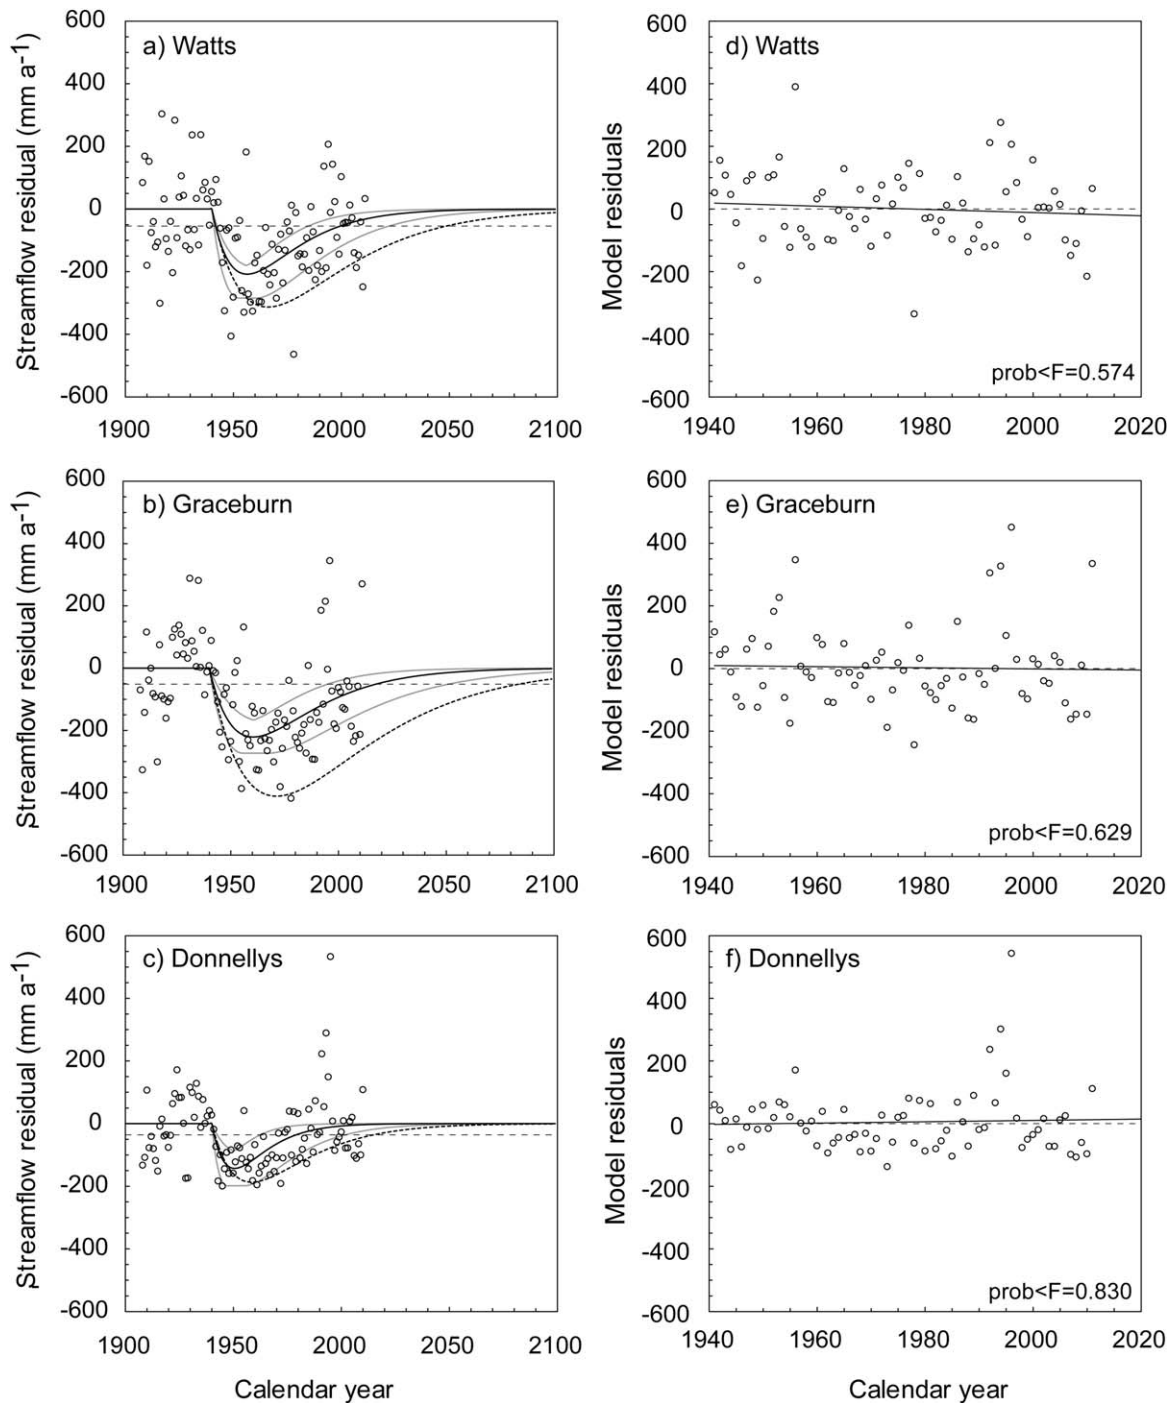 a) Watts
Streamflow residual (mm a-1)
600
400
200
0
-200
-400
-600
1900 1950 2000 2050 2100
d) Watts
Model residuals
600
400
200
0
-200
-400
-600
prob<F=0.574
1940 1960 1980 2000 2020
b) Graceburn
Streamflow residual (mm a-1)
600
400
200
0
-200
-400
-600
1900 1950 2000 2050 2100
e) Graceburn
Model residuals
600
400
200
0
-200
-400
-600
prob<F=0.629
1940 1960 1980 2000 2020
c) Donnellys
Streamflow residual (mm a-1)
600
400
200
0
-200
-400
-600
1900 1950 2000 2050 2100
Calendar year
f) Donnellys
Model residuals
600
400
200
0
-200
-400
-600
prob<F=0.830
1940 1960 1980 2000 2020
Calendar year